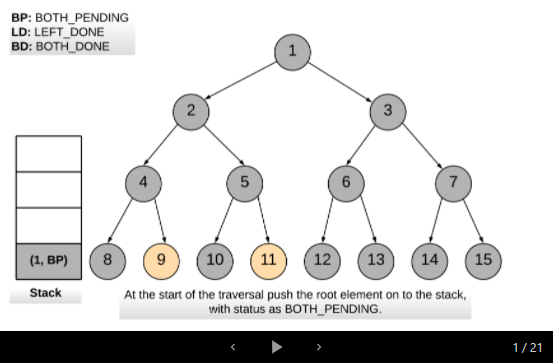 BP: BOTH_PENDING
LD: LEFT_DONE
BD: BOTH_DONE
1
2
3
4
5
6
7
(1, BP)
8
9
10
11
12
13
14
15
Stack
At the start of the traversal push the root element on to the stack,
with status as BOTH_PENDING.
1 / 21